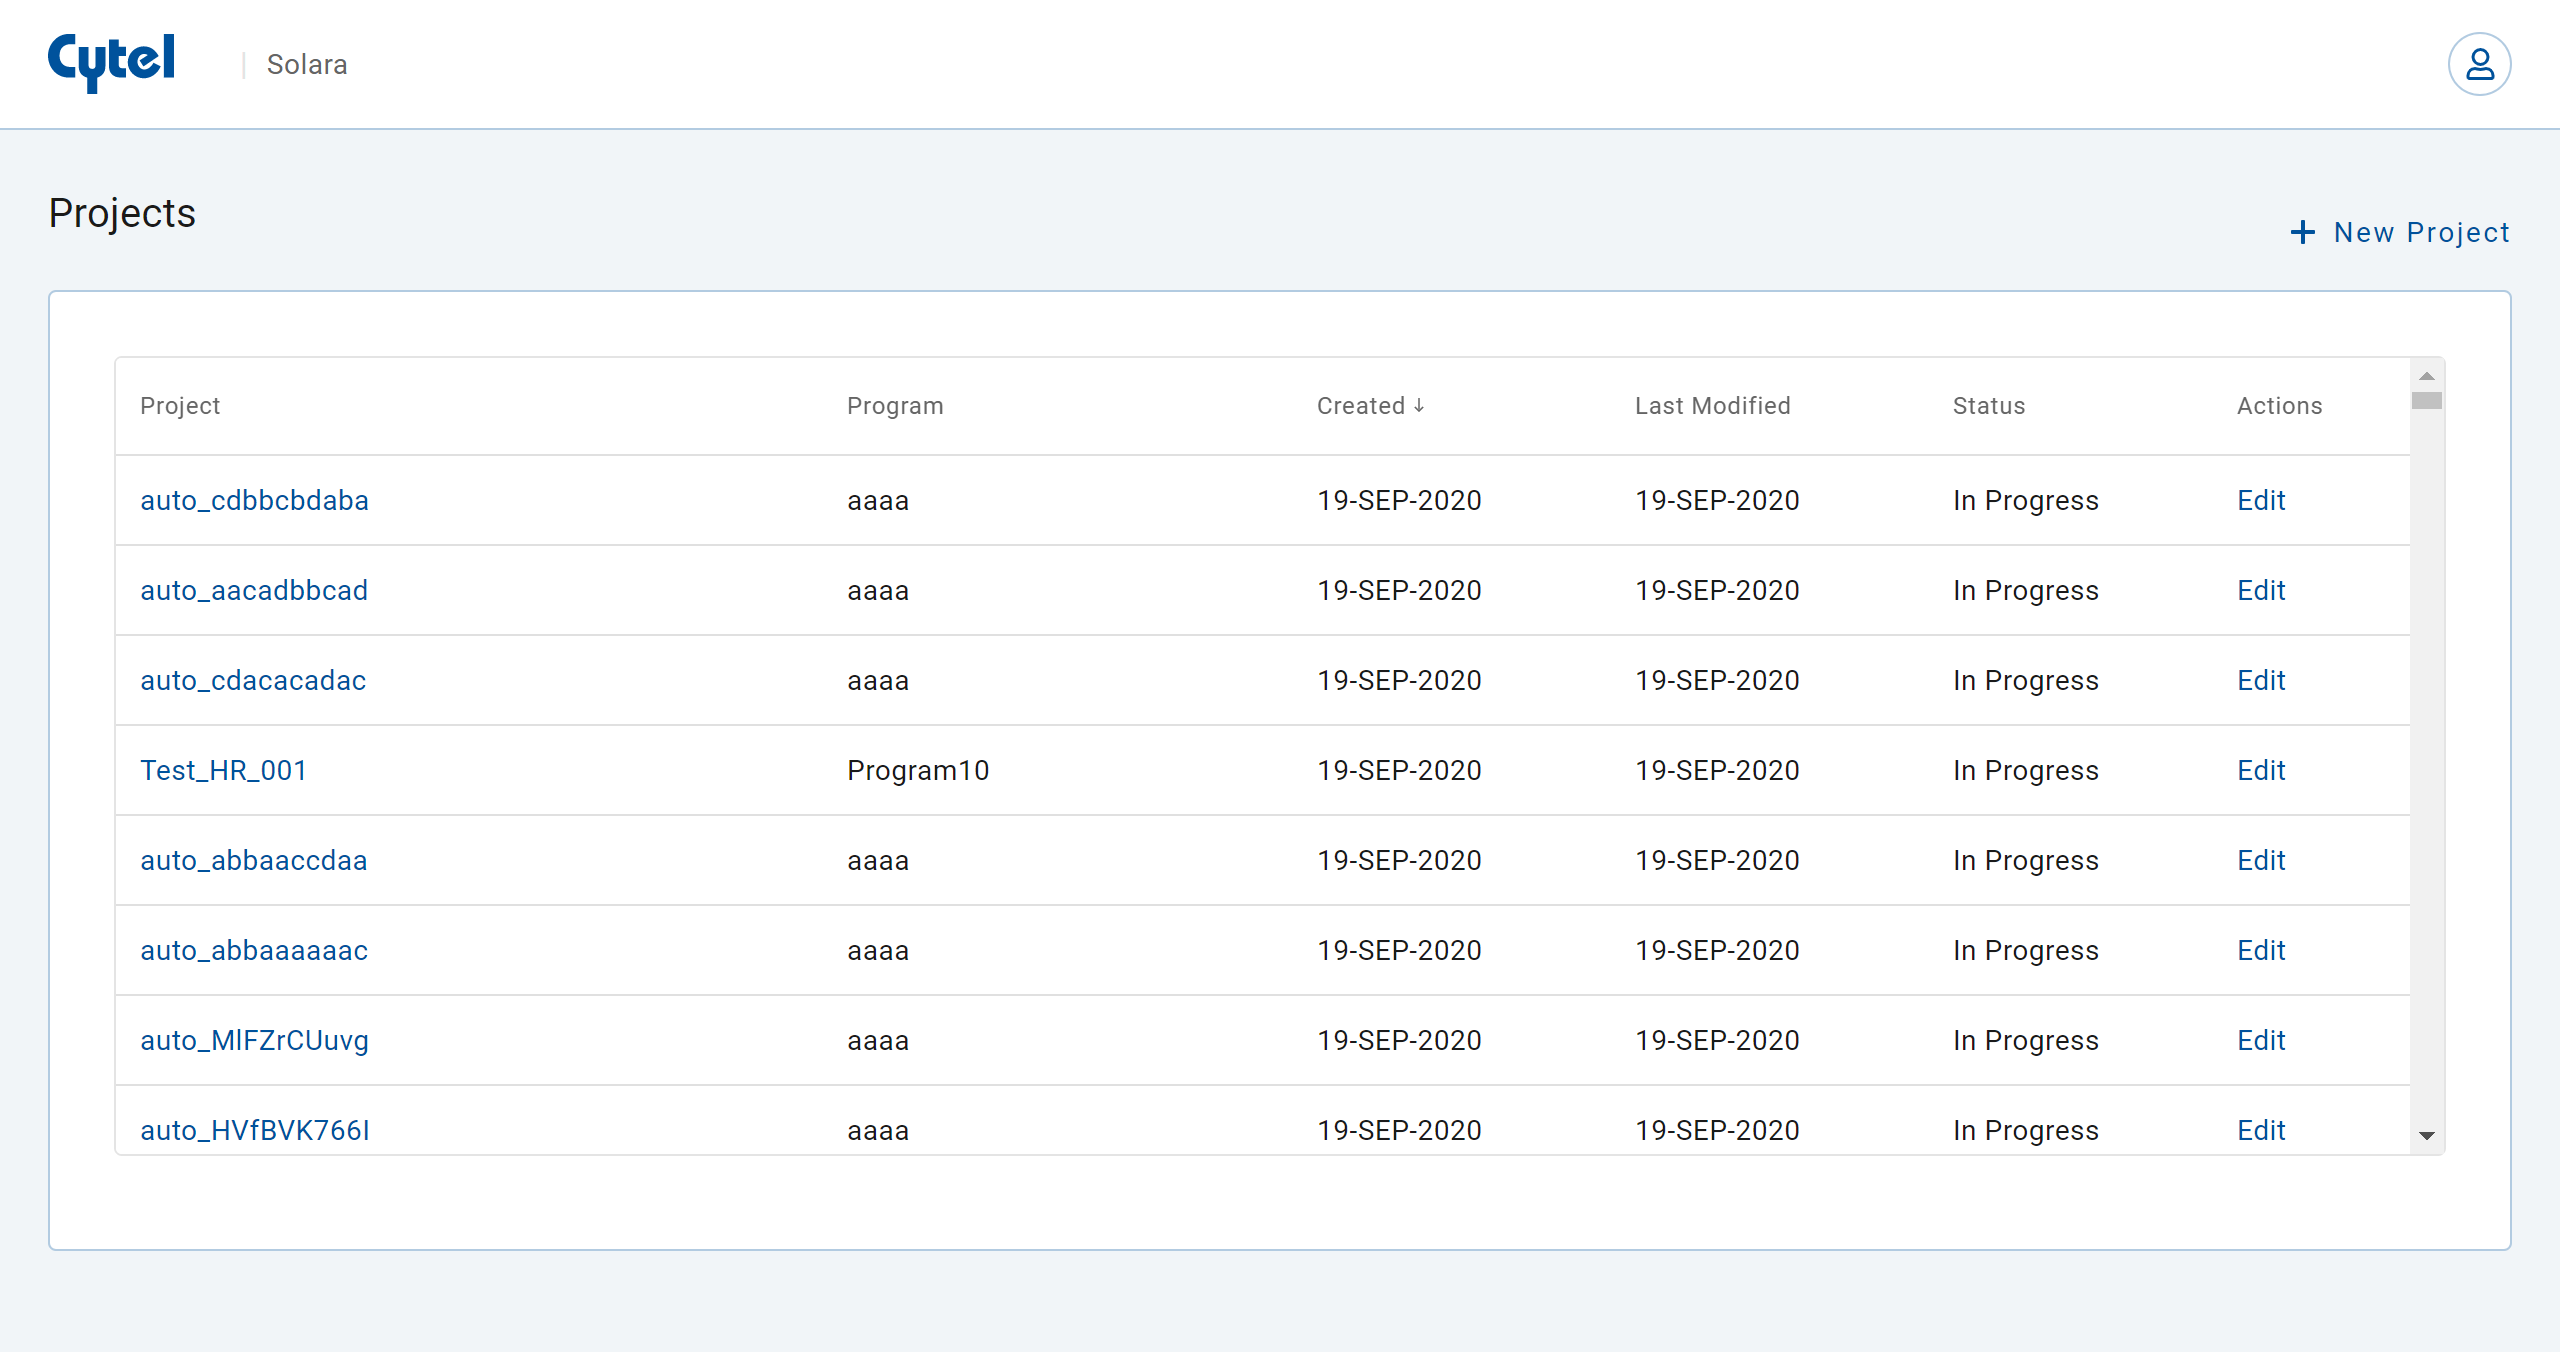 Cytel | Solara
Projects
+ New Project
Project Program Created ↓ Last Modified Status Actions
auto_cdbbcbdaba aaaa 19-SEP-2020 19-SEP-2020 In Progress Edit
auto_aacadbbcad aaaa 19-SEP-2020 19-SEP-2020 In Progress Edit
auto_cdacacadac aaaa 19-SEP-2020 19-SEP-2020 In Progress Edit
Test_HR_001 Program10 19-SEP-2020 19-SEP-2020 In Progress Edit
auto_abbaaccdaa aaaa 19-SEP-2020 19-SEP-2020 In Progress Edit
auto_abbaaaaaac aaaa 19-SEP-2020 19-SEP-2020 In Progress Edit
auto_MlFZrCUuvg aaaa 19-SEP-2020 19-SEP-2020 In Progress Edit
auto_HVfBVK766I aaaa 19-SEP-2020 19-SEP-2020 In Progress Edit